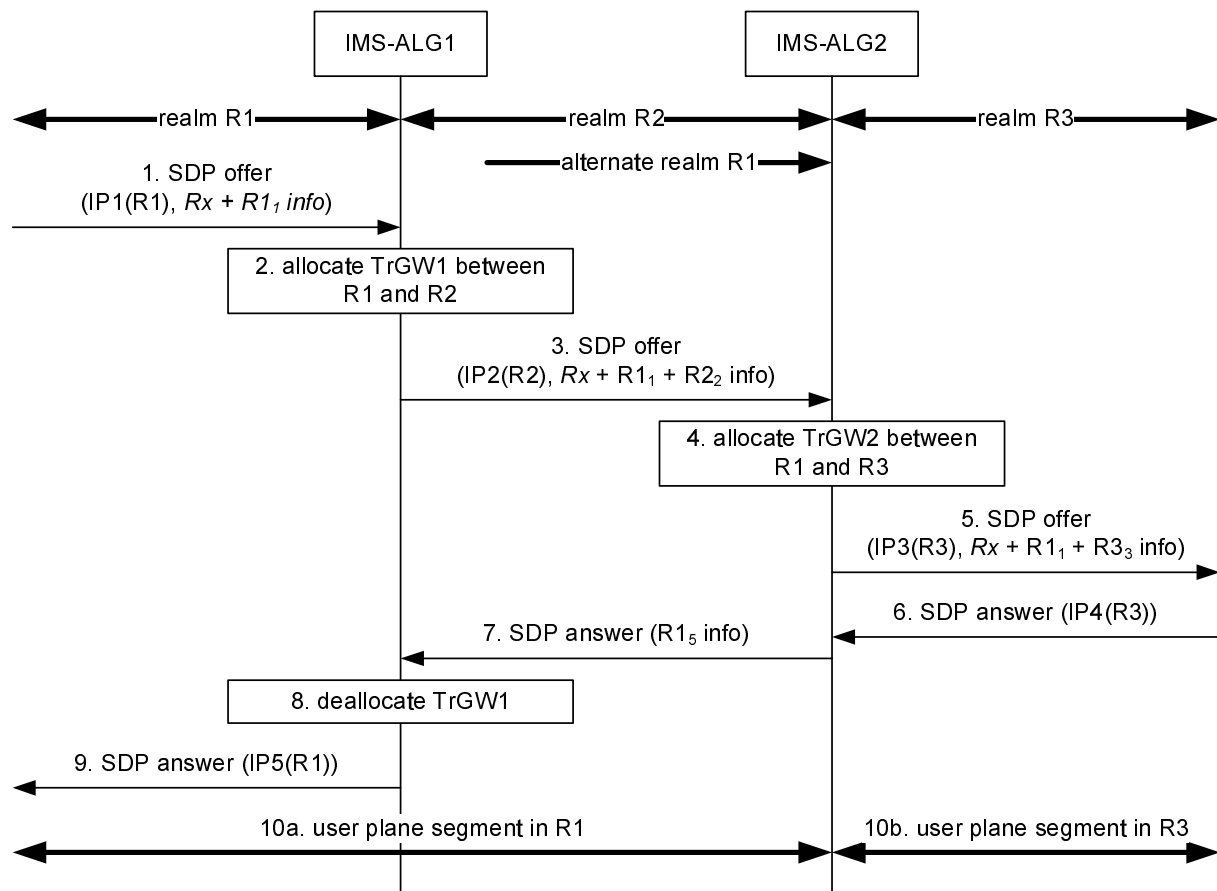 IMS-ALG1
IMS-ALG2
realm R1
realm R2
realm R3
alternate realm R1
1. SDP offer
(IP1(R1), Rx + R1₁ info)
2. allocate TrGW1 between
R1 and R2
3. SDP offer
(IP2(R2), Rx + R1₁ + R2₂ info)
4. allocate TrGW2 between
R1 and R3
5. SDP offer
(IP3(R3), Rx + R1₁ + R3₃ info)
6. SDP answer (IP4(R3))
7. SDP answer (R1₅ info)
8. deallocate TrGW1
9. SDP answer (IP5(R1))
10a. user plane segment in R1
10b. user plane segment in R3